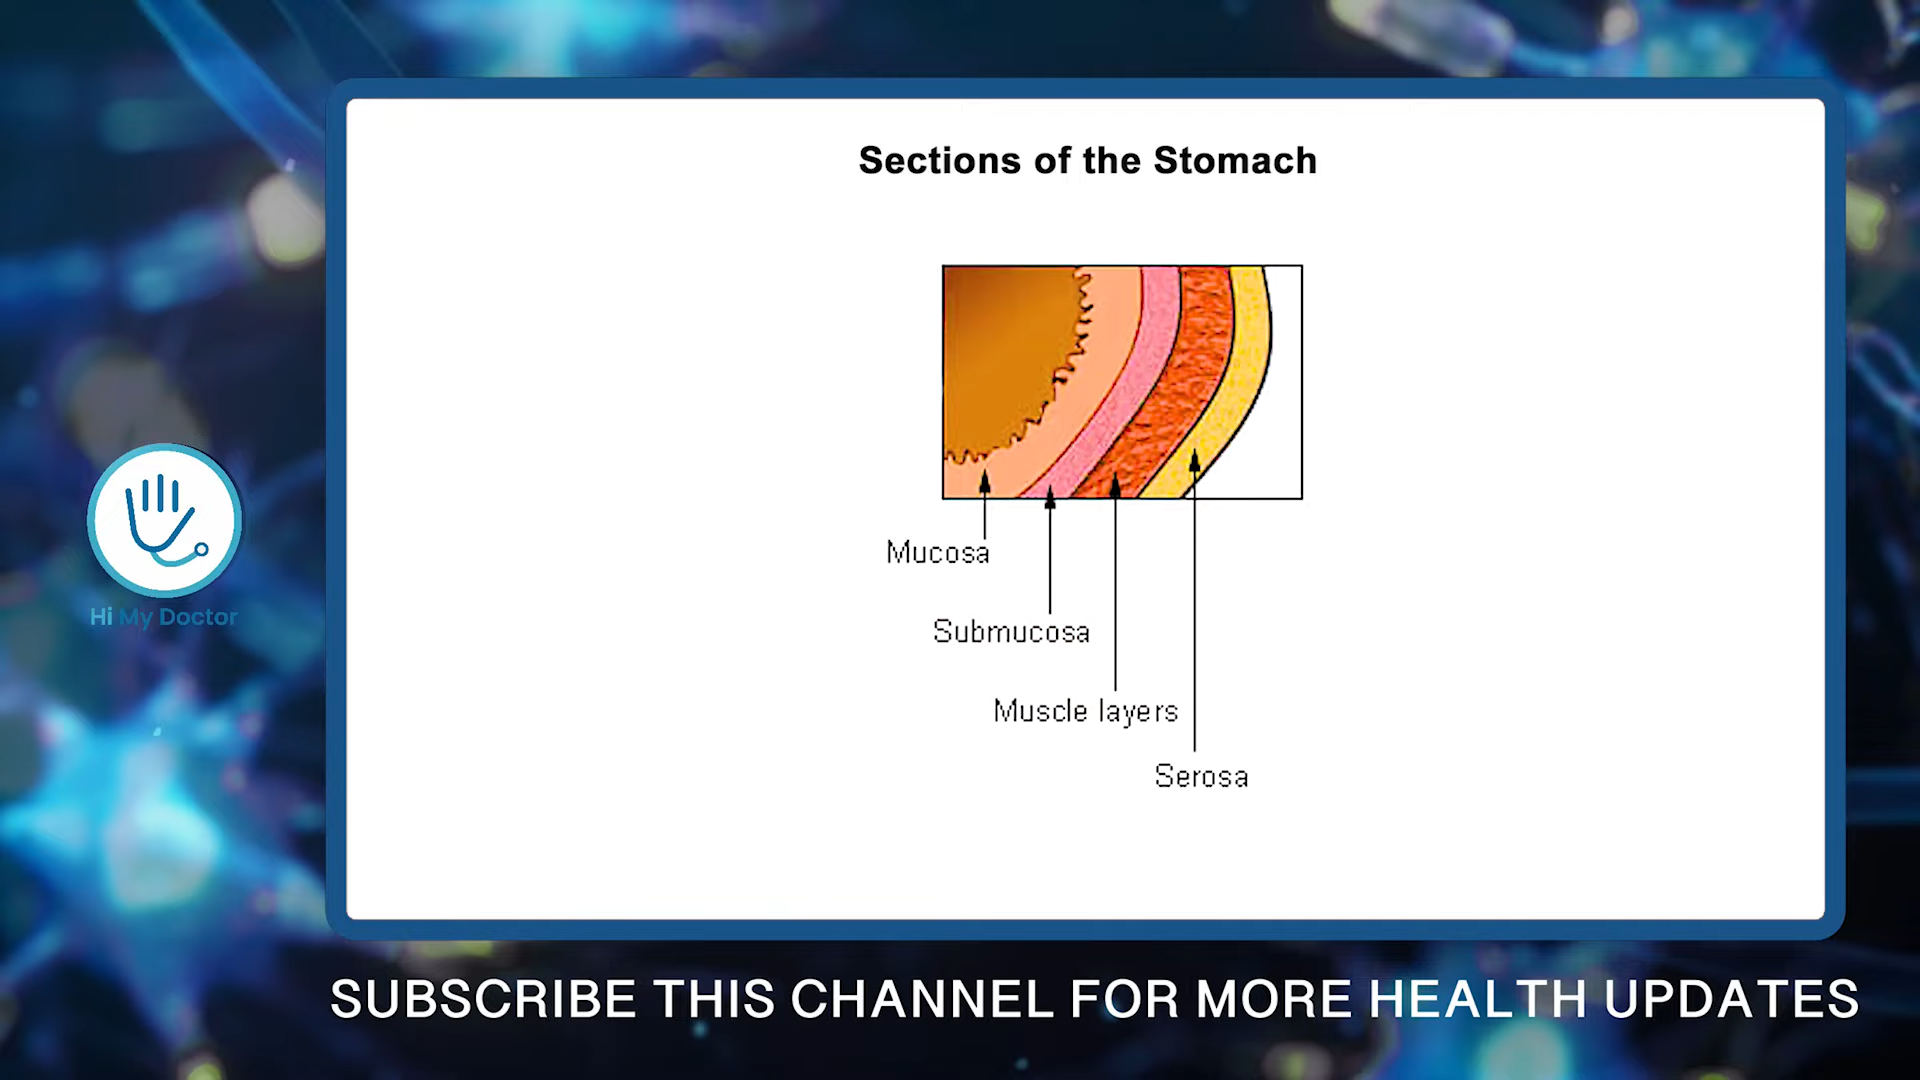 Sections of the Stomach
Mucosa
Submucosa
Muscle layers
Serosa
Hi My Doctor
SUBSCRIBE THIS CHANNEL FOR MORE HEALTH UPDATES